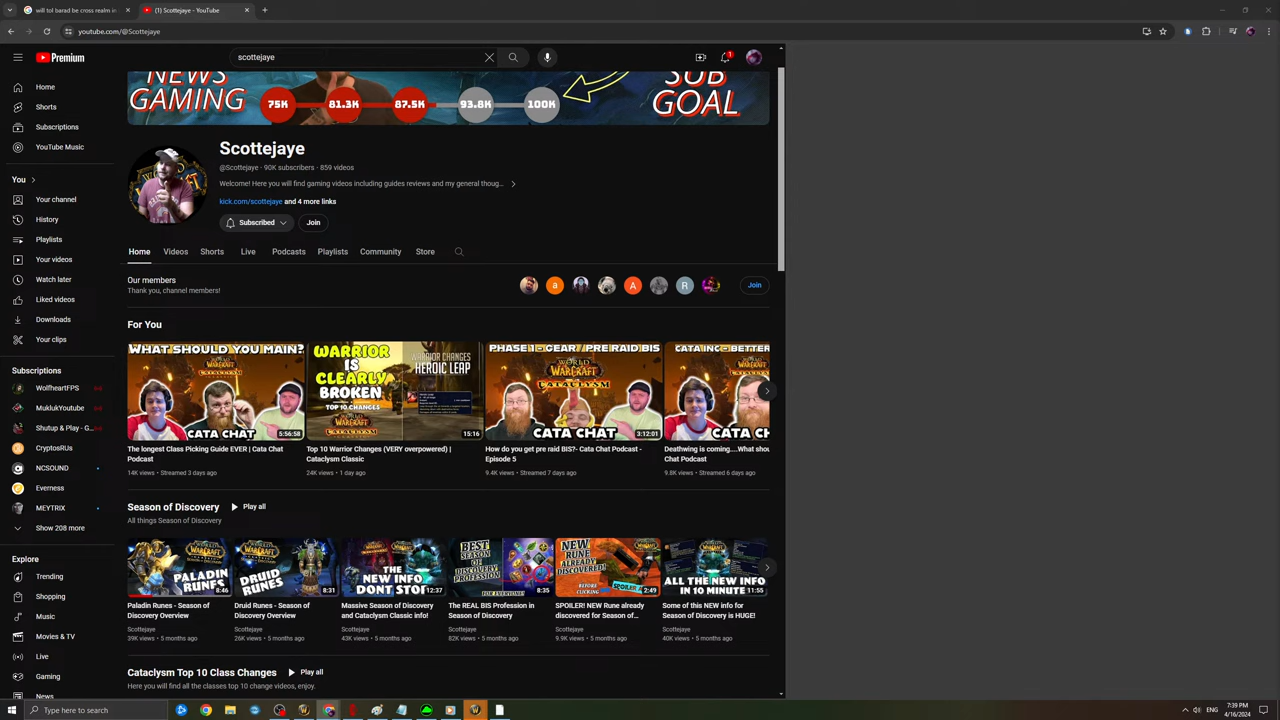 will tol barad be cross realm in
(1) Scottejaye - YouTube
youtube.com/@Scottejaye
Premium
scottejaye
1
Home
Shorts
Subscriptions
YouTube Music
You
Your channel
History
Playlists
Your videos
Watch later
Liked videos
Downloads
Your clips
Subscriptions
WolfheartFPS
MuklukYoutube
Shutup & Play - G...
CryptosRUs
NCSOUND
Everness
MEYTRIX
Show 208 more
Explore
Trending
Shopping
Music
Movies & TV
Live
Gaming
News
NEWS
GAMING
75K
81.3K
87.5K
93.8K
100K
SUB
GOAL
Scottejaye
@Scottejaye · 90K subscribers · 859 videos
Welcome! Here you will find gaming videos including guides reviews and my general thoug...
kick.com/scottejaye and 4 more links
Subscribed
Join
Home Videos Shorts Live Podcasts Playlists Community Store
Our members
Thank you, channel members!
a
A
R
Join
For You
WHAT SHOULD YOU MAIN?
WORLD
WARCRAFT
CATACLYSM
CATA CHAT
5:56:58
WARRIOR
IS
CLEARLY
BROKEN
TOP 10 CHANGES
WARRIOR CHANGES
HEROIC LEAP
15:16
PHASE 1 - GEAR/PRE RAID BIS
WORLD
WARCRAFT
CATACLYSM
CATA CHAT
3:12:01
CATA INC - BETTER
CATA CH
The longest Class Picking Guide EVER | Cata Chat
Podcast
14K views • Streamed 3 days ago
Top 10 Warrior Changes (VERY overpowered) |
Cataclysm Classic
24K views • 1 day ago
How do you get pre raid BIS?- Cata Chat Podcast -
Episode 5
9.4K views • Streamed 7 days ago
Deathwing is coming....What shou
Chat Podcast
9.8K views • Streamed 6 days ago
Season of Discovery
Play all
All things Season of Discovery
PALADIN
RUNES
8:46
DRUID
RUNES
8:31
MASSIVE
THE
NEW INFO
DONT STOP
12:37
BEST
SEASON
OF
DISCOVERY
PROFESSION
FOR EVERYONE!
8:35
NEW
RUNE
ALREADY
DISCOVERED!
BEFORE
CLICKING
SPOILER
2:49
ALL THE NEW INFO
IN 10 MINUTE
11:55
Paladin Runes - Season of
Discovery Overview
Scottejaye
39K views • 5 months ago
Druid Runes - Season of
Discovery Overview
Scottejaye
26K views • 5 months ago
Massive Season of Discovery
and Cataclysm Classic info!
Scottejaye
43K views • 5 months ago
The REAL BIS Profession in
Season of Discovery
Scottejaye
82K views • 5 months ago
SPOILER! NEW Rune already
discovered for Season of...
Scottejaye
9.9K views • 5 months ago
Some of this NEW info for
Season of Discovery is HUGE!
Scottejaye
40K views • 5 months ago
Cataclysm Top 10 Class Changes
Play all
Here you will find all the classes top 10 change videos, enjoy.
Type here to search
ENG
7:39 PM
4/16/2024